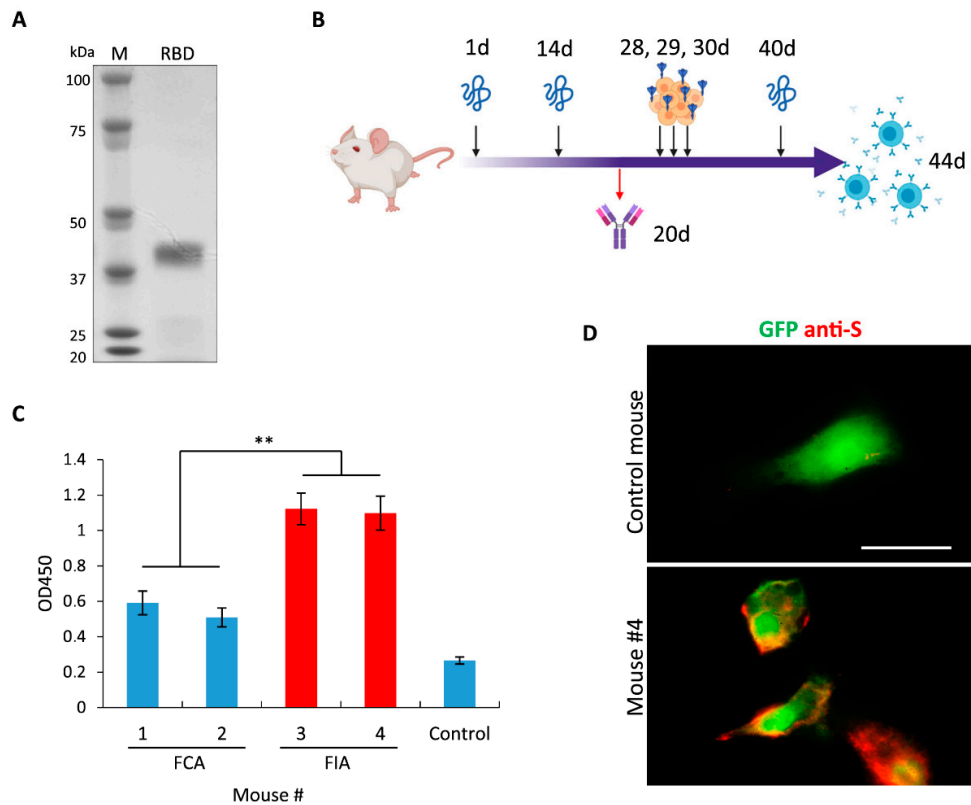 A
kDa M RBD
100
75
50
37
25
20
B
1d 14d 28, 29, 30d 40d
44d
20d
C
**
1.4
1.2
1
0.8
0.6
0.4
0.2
0
OD450
1 2 3 4 Control
FCA FIA
Mouse #
D
GFP anti-S
Control mouse
Mouse #4